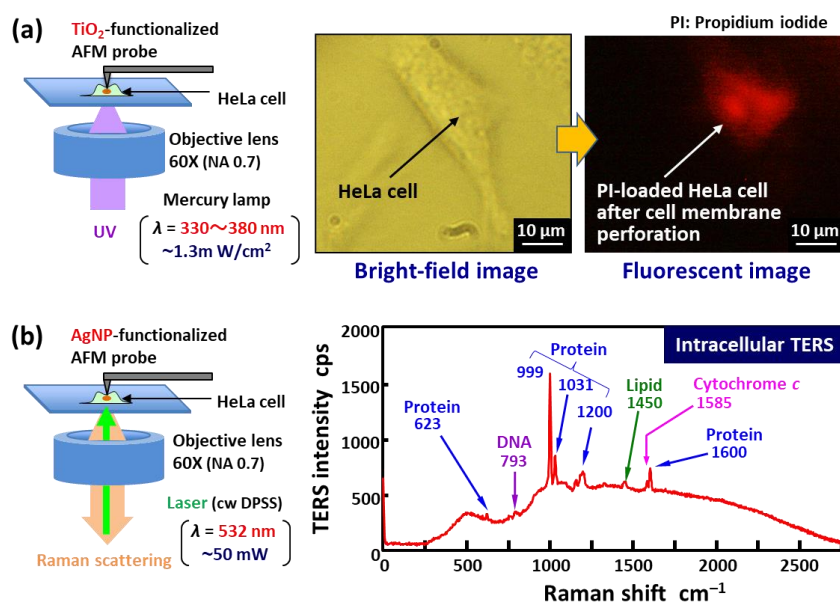 (a)
TiO₂-functionalized
AFM probe
HeLa cell
Objective lens
60X (NA 0.7)
Mercury lamp
UV
λ = 330～380 nm
~1.3m W/cm²
HeLa cell
10 µm
Bright-field image
PI: Propidium iodide
PI-loaded HeLa cell
after cell membrane
perforation
10 µm
Fluorescent image
(b)
AgNP-functionalized
AFM probe
HeLa cell
Objective lens
60X (NA 0.7)
Laser (cw DPSS)
λ = 532 nm
~50 mW
Raman scattering
Intracellular TERS
TERS intensity cps
2000
1500
1000
500
0
Protein
623
DNA
793
Protein
999
1031
1200
Lipid
1450
Cytochrome c
1585
Protein
1600
500
1000
1500
2000
2500
Raman shift cm⁻¹